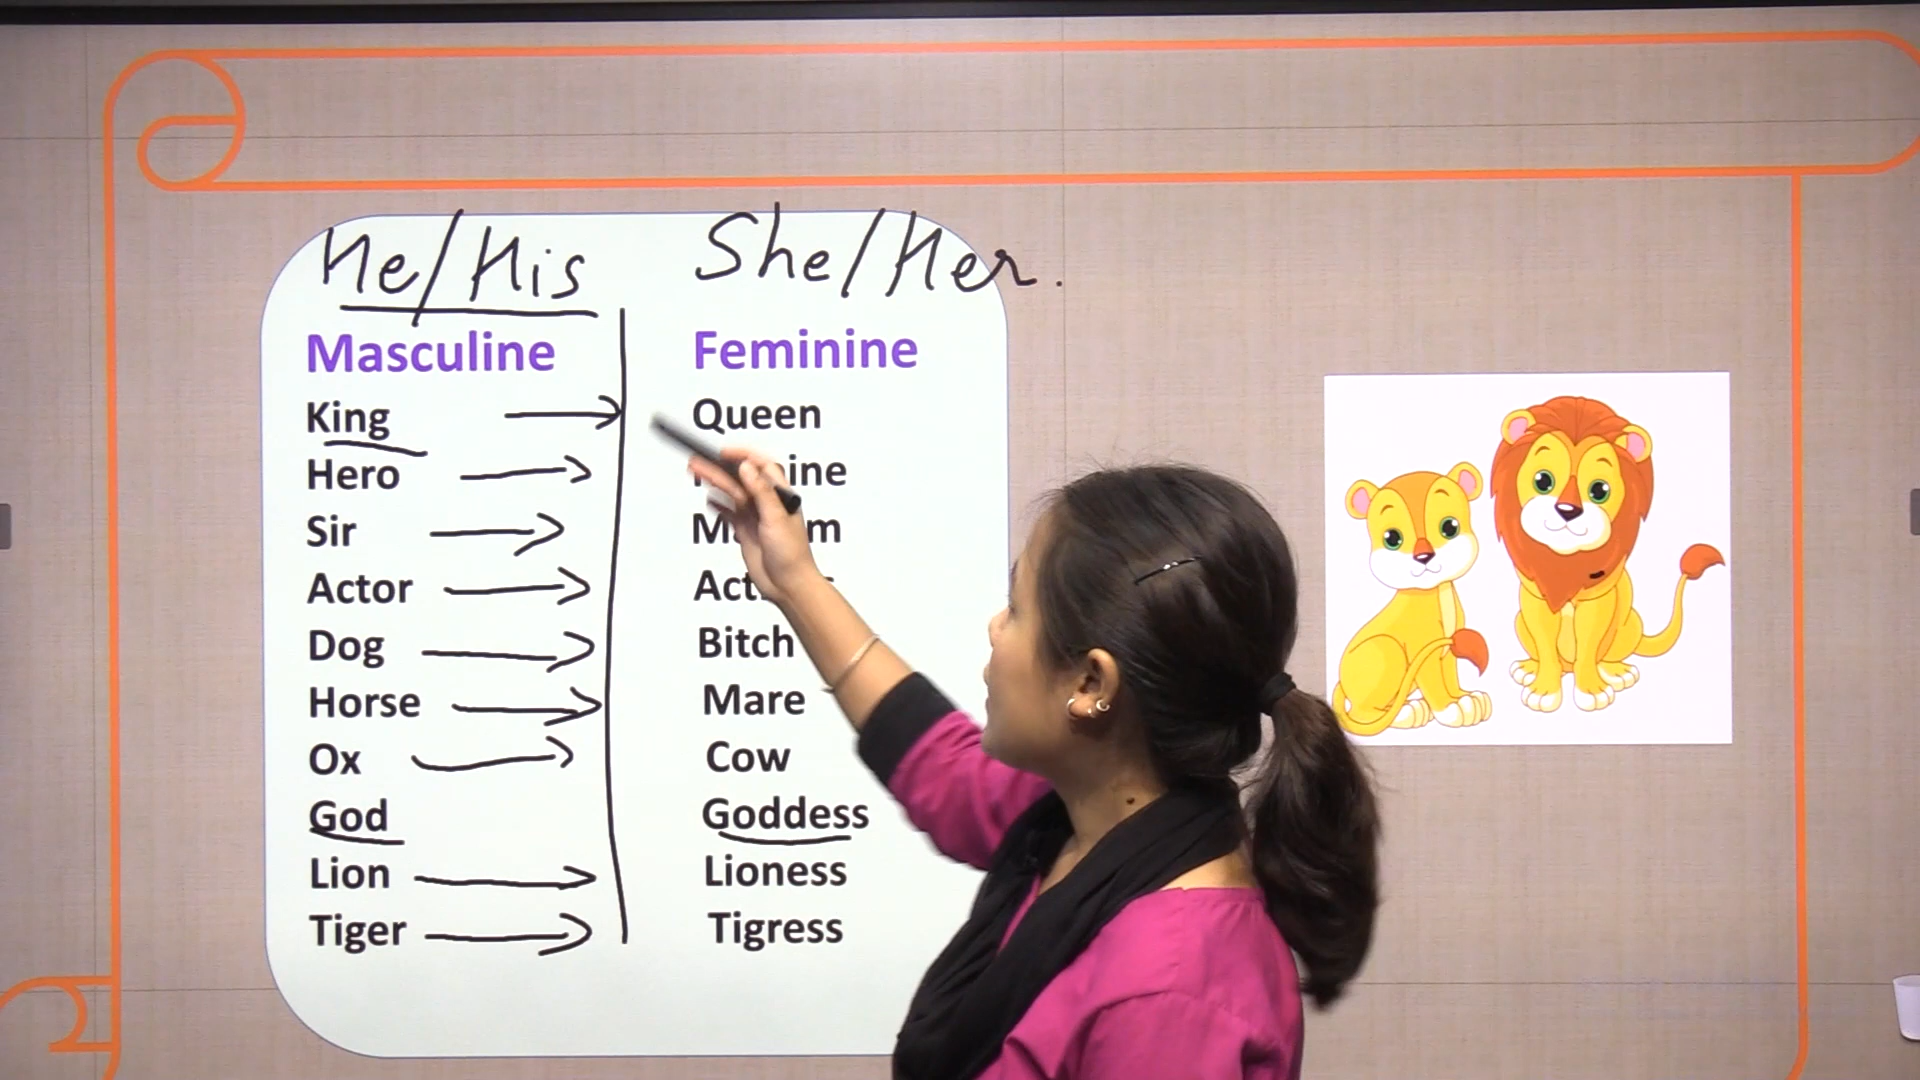 He/His She/Her.
Masculine Feminine
King Queen
Hero
Sir
Actor
Dog Bitch
Horse Mare
Ox Cow
God Goddess
Lion Lioness
Tiger Tigress